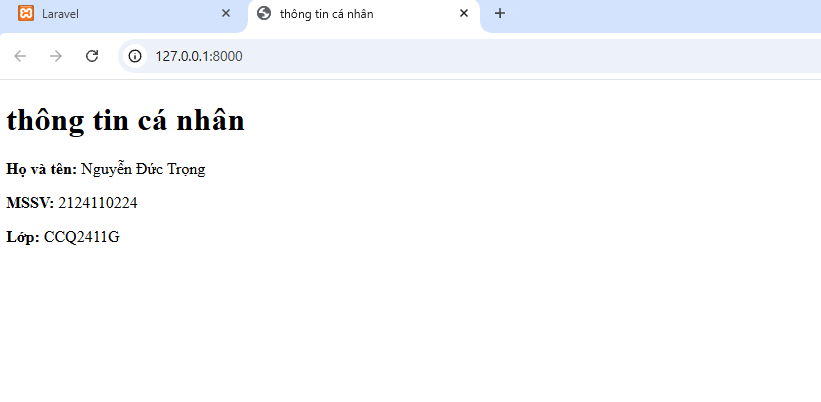 Laravel
thông tin cá nhân
127.0.0.1:8000
thông tin cá nhân
Họ và tên: Nguyễn Đức Trọng
MSSV: 2124110224
Lớp: CCQ2411G